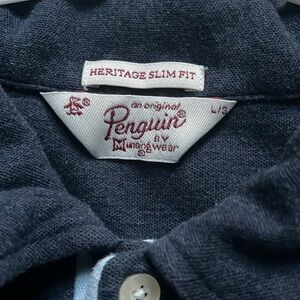 HERITAGE SLIM FIT
an original
L/G
Penguin®
BY
Munsingwear
®